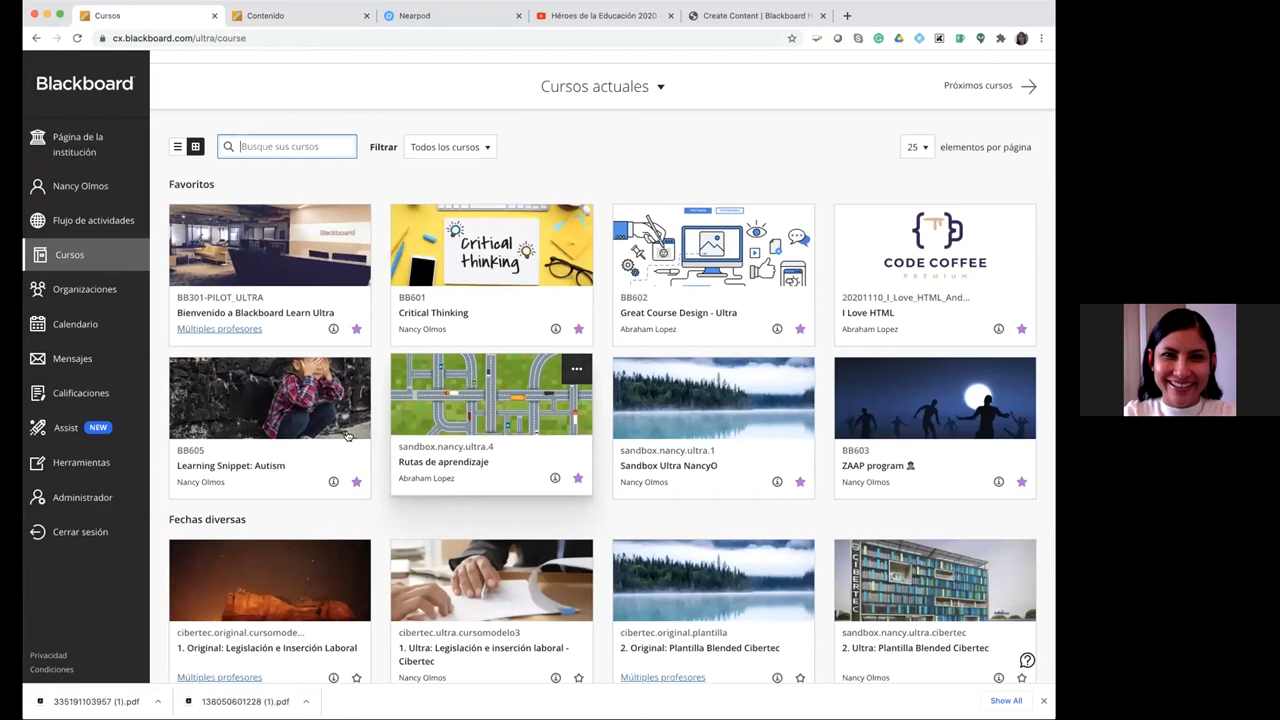 Cursos
Contenido
Nearpod
Héroes de la Educación 2020
Create Content | Blackboard H
cx.blackboard.com/ultra/course
Blackboard
Cursos actuales
Próximos cursos
Página de la
institución
Nancy Olmos
Flujo de actividades
Cursos
Organizaciones
Calendario
Mensajes
Calificaciones
Assist NEW
Herramientas
Administrador
Cerrar sesión
Privacidad
Condiciones
Busque sus cursos
Filtrar
Todos los cursos
25
elementos por página
Favoritos
Blackboard
BB301-PILOT_ULTRA
Bienvenido a Blackboard Learn Ultra
Múltiples profesores
Critical
thinking
BB601
Critical Thinking
Nancy Olmos
BB602
Great Course Design - Ultra
Abraham Lopez
CODE COFFEE
PREMIUM
20201110_I_Love_HTML_And...
I Love HTML
Abraham Lopez
BB605
Learning Snippet: Autism
Nancy Olmos
sandbox.nancy.ultra.4
Rutas de aprendizaje
Abraham Lopez
sandbox.nancy.ultra.1
Sandbox Ultra NancyO
Nancy Olmos
BB603
ZAAP program
Nancy Olmos
Fechas diversas
cibertec.original.cursomode...
1. Original: Legislación e Inserción Laboral
Múltiples profesores
cibertec.ultra.cursomodelo3
1. Ultra: Legislación e inserción laboral -
Cibertec
Nancy Olmos
cibertec.original.plantilla
2. Original: Plantilla Blended Cibertec
Múltiples profesores
CIBERTEC
sandbox.nancy.ultra.cibertec
2. Ultra: Plantilla Blended Cibertec
Nancy Olmos
335191103957 (1).pdf
138050601228 (1).pdf
Show All